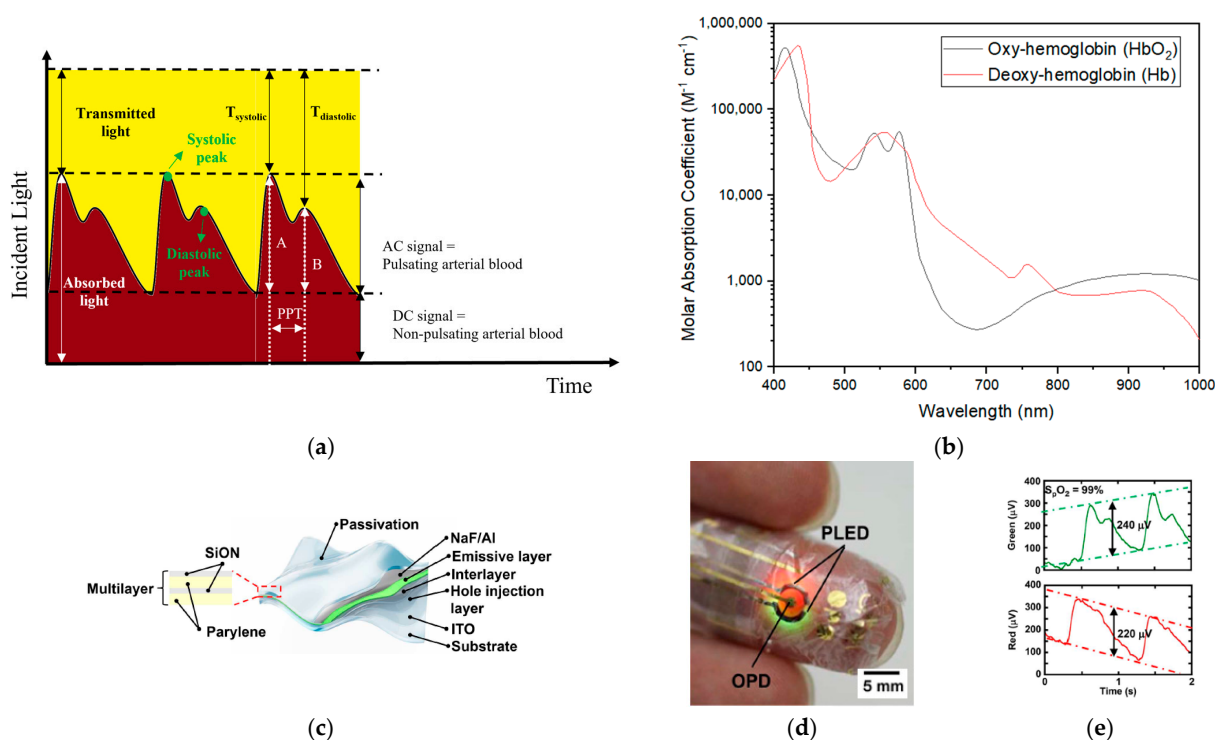 Incident Light
Transmitted
light
Systolic
peak
T systolic
T diastolic
Diastolic
peak
Absorbed
light
A
B
PPT
AC signal =
Pulsating arterial blood
DC signal =
Non-pulsating arterial blood
Time
(a)
Molar Absorption Coefficient (M⁻¹ cm⁻¹)
1,000,000
100,000
10,000
1,000
100
Oxy-hemoglobin (HbO₂)
Deoxy-hemoglobin (Hb)
400
500
600
700
800
900
1000
Wavelength (nm)
(b)
Multilayer
SiON
Parylene
Passivation
NaF/Al
Emissive layer
Interlayer
Hole injection
layer
ITO
Substrate
(c)
PLED
OPD
5 mm
(d)
SpO₂ = 99%
Green (μV)
400
300
200
100
0
240 μV
Red (μV)
400
300
200
100
0
220 μV
0
1
2
Time (s)
(e)